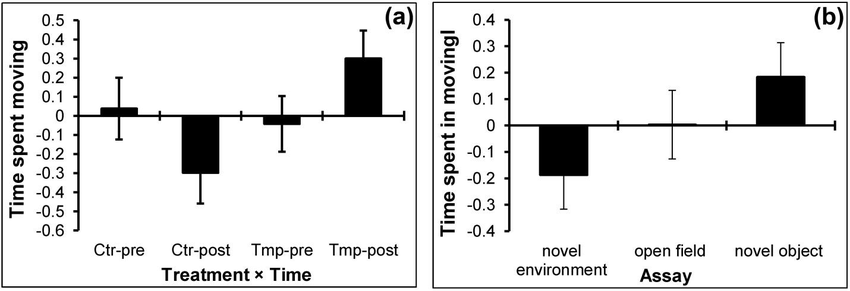 (a)
Time spent moving
0.5
0.4
0.3
0.2
0.1
0
-0.1
-0.2
-0.3
-0.4
-0.5
-0.6
Ctr-pre Ctr-post Tmp-pre Tmp-post
Treatment × Time
(b)
Time spent in movingl
0.4
0.3
0.2
0.1
0
-0.1
-0.2
-0.3
-0.4
novel open field novel object
environment
Assay